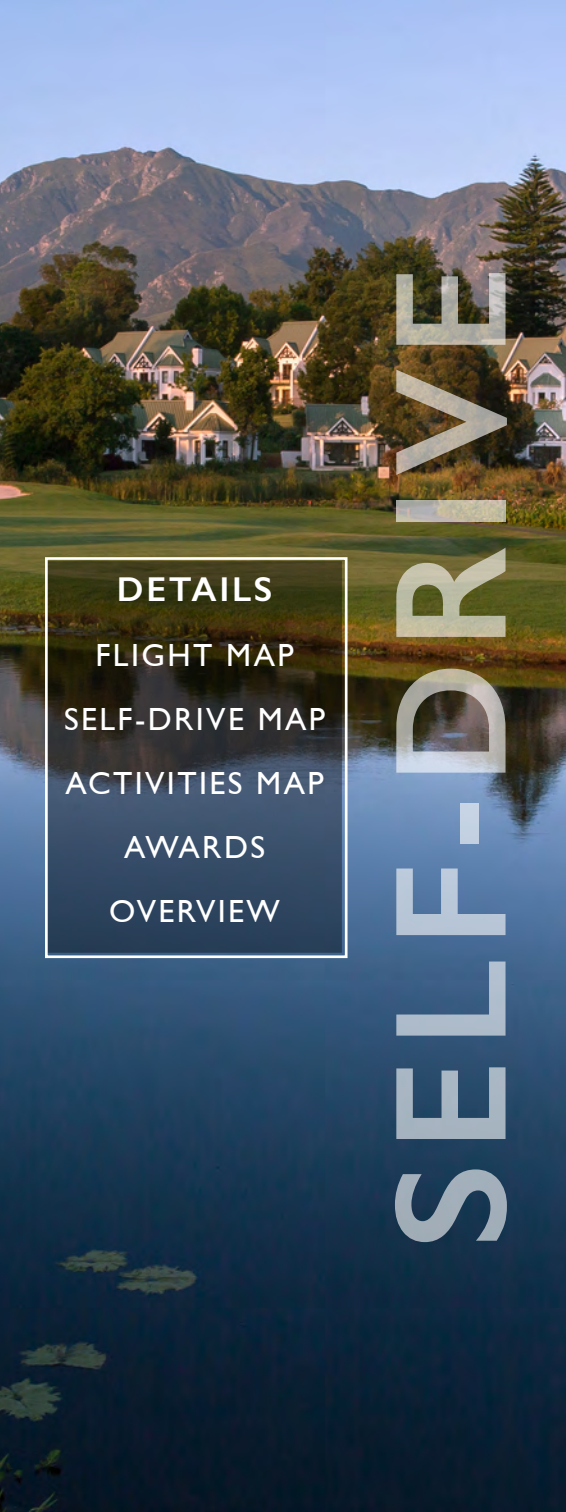 DETAILS
FLIGHT MAP
SELF-DRIVE MAP
ACTIVITIES MAP
AWARDS
OVERVIEW
SELF-DRIVE